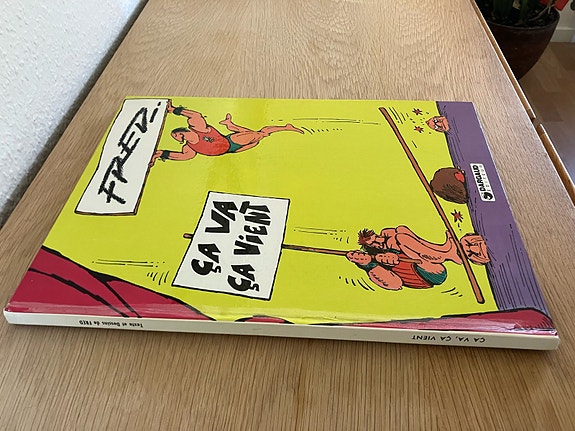 FRED.
ÇA VA
ÇA VIENT
DARGAUD
Texte et Dessins de FRED
ÇA VA, ÇA VIENT